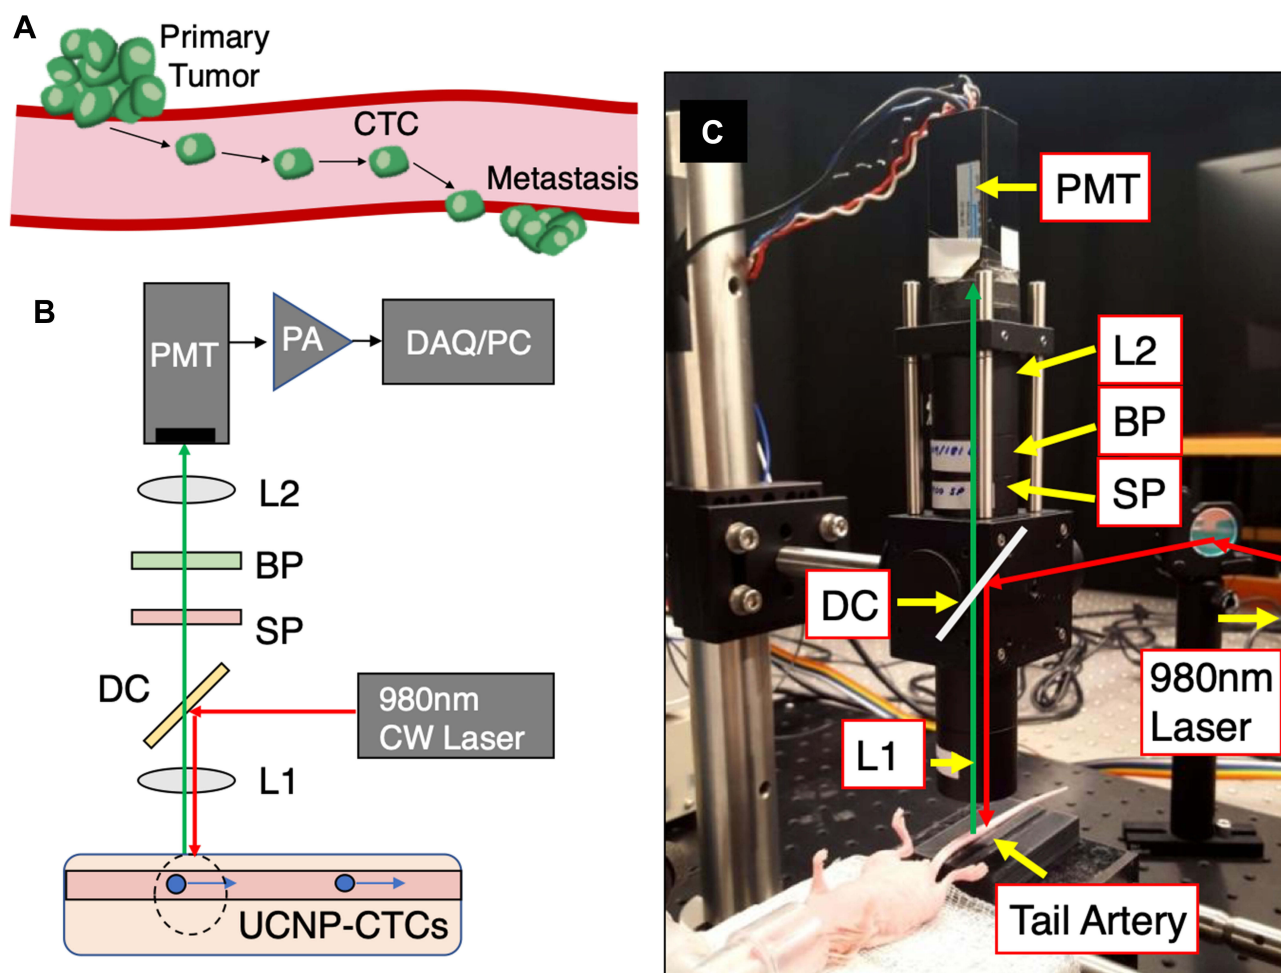 A
Primary
Tumor
CTC
Metastasis
B
PMT
PA
DAQ/PC
L2
BP
SP
DC
980nm
CW Laser
L1
UCNP-CTCs
C
PMT
L2
BP
SP
DC
980nm
Laser
L1
Tail Artery